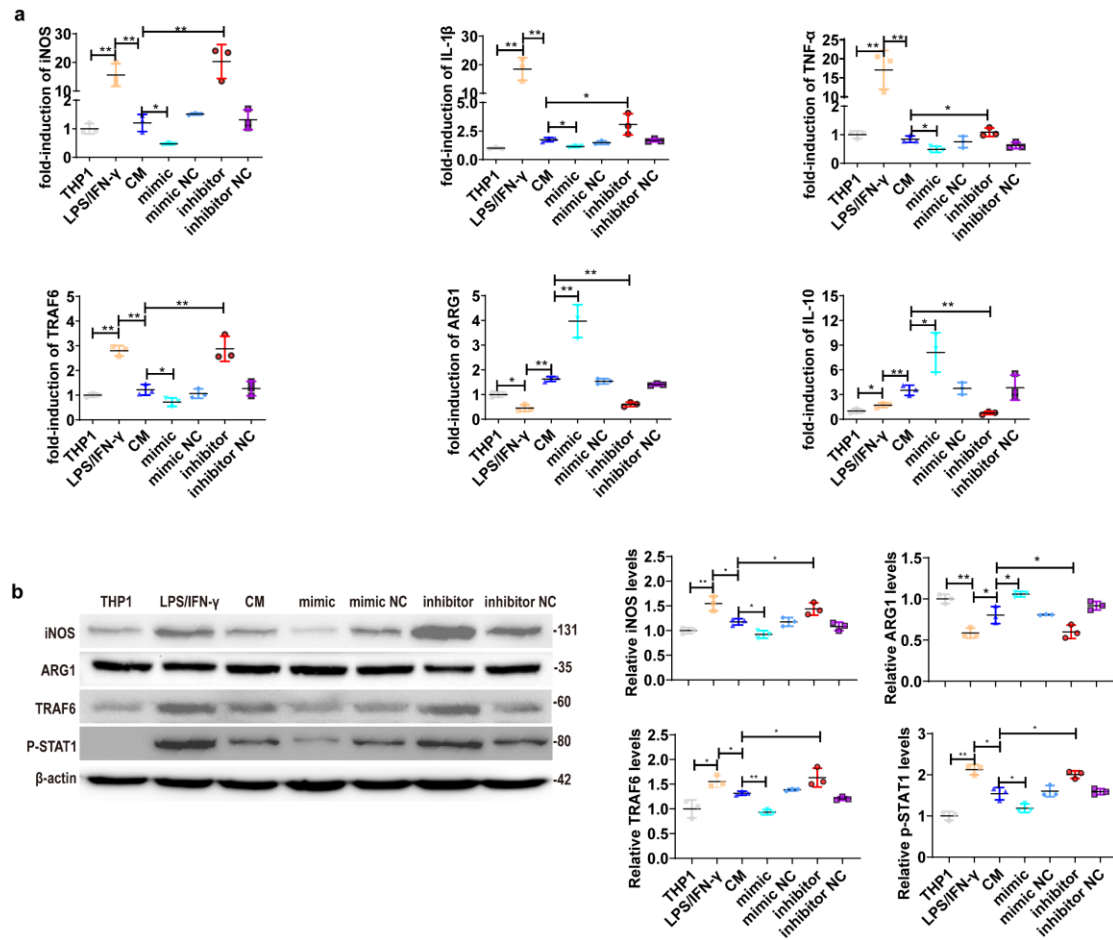 a
fold-induction of iNOS
30
20
10
2
1
0
**
**
**
*
THP1
LPS/IFN-γ
CM
mimic
mimic NC
inhibitor
inhibitor NC
fold-induction of IL-1β
30
20
10
5.0
2.5
0.0
**
**
*
*
THP1
LPS/IFN-γ
CM
mimic
mimic NC
inhibitor
inhibitor NC
fold-induction of TNF-α
25
20
15
10
2
1
0
**
**
*
*
THP1
LPS/IFN-γ
CM
mimic
mimic NC
inhibitor
inhibitor NC
fold-induction of TRAF6
5
4
3
2
1
0
**
**
**
*
THP1
LPS/IFN-γ
CM
mimic
mimic NC
inhibitor
inhibitor NC
fold-induction of ARG1
5
4
3
2
1
0
**
**
**
*
THP1
LPS/IFN-γ
CM
mimic
mimic NC
inhibitor
inhibitor NC
fold-induction of IL-10
15
12
9
6
3
0
**
*
**
*
THP1
LPS/IFN-γ
CM
mimic
mimic NC
inhibitor
inhibitor NC
b
THP1 LPS/IFN-γ CM mimic mimic NC inhibitor inhibitor NC
iNOS -131
ARG1 -35
TRAF6 -60
P-STAT1 -80
β-actin -42
Relative iNOS levels
2.5
2.0
1.5
1.0
0.5
0.0
**
*
*
*
Relative ARG1 levels
1.5
1.0
0.5
0.0
**
*
*
*
Relative TRAF6 levels
2.5
2.0
1.5
1.0
0.5
0.0
*
*
*
**
THP1
LPS/IFN-γ
CM
mimic
mimic NC
inhibitor
inhibitor NC
Relative p-STAT1 levels
3
2
1
0
**
*
*
*
THP1
LPS/IFN-γ
CM
mimic
mimic NC
inhibitor
inhibitor NC